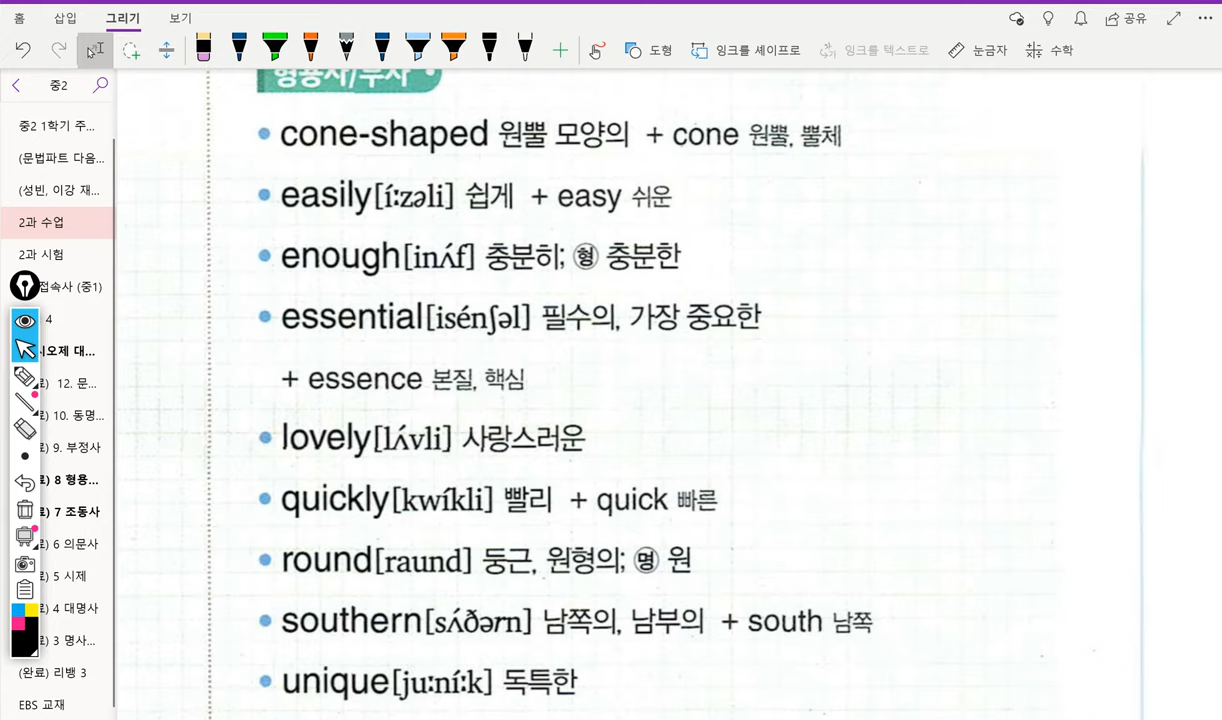 홈 삽입 그리기 보기
공유
도형 잉크를 셰이프로 잉크를 텍스트로 눈금자 수학
중2
중2 1학기 주...
(문법파트 다음...
(성빈, 이강 재...
2과 수업
2과 시험
접속사 (중1)
4
오제 대...
) 12. 문...
) 10. 동명...
) 9. 부정사
) 8 형용...
) 7 조동사
) 6 의문사
) 5 시제
) 4 대명사
) 3 명사...
(완료) 리뱅 3
EBS 교재
형용사/부사
• cone-shaped 원뿔 모양의 + cone 원뿔, 뿔체
• easily[íːzəli] 쉽게 + easy 쉬운
• enough[inʌ́f] 충분히; 형 충분한
• essential[isénʃəl] 필수의, 가장 중요한
+ essence 본질, 핵심
• lovely[lʌ́vli] 사랑스러운
• quickly[kwíkli] 빨리 + quick 빠른
• round[raund] 둥근, 원형의; 명 원
• southern[sʌ́ðərn] 남쪽의, 남부의 + south 남쪽
• unique[juːníːk] 독특한